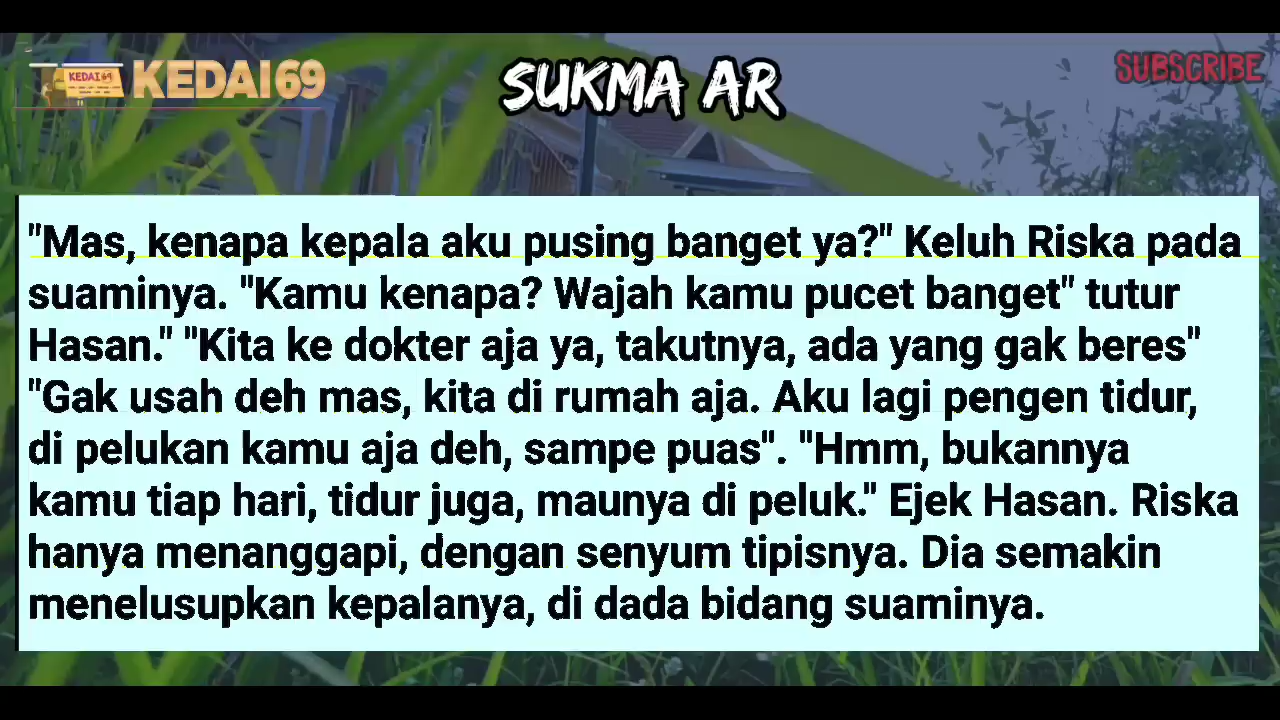 KEDAI69
KEDAI 69
SUKMA AR
SUBSCRIBE
"Mas, kenapa kepala aku pusing banget ya?" Keluh Riska pada
suaminya. "Kamu kenapa? Wajah kamu pucet banget" tutur
Hasan." "Kita ke dokter aja ya, takutnya, ada yang gak beres"
"Gak usah deh mas, kita di rumah aja. Aku lagi pengen tidur,
di pelukan kamu aja deh, sampe puas". "Hmm, bukannya
kamu tiap hari, tidur juga, maunya di peluk." Ejek Hasan. Riska
hanya menanggapi, dengan senyum tipisnya. Dia semakin
menelusupkan kepalanya, di dada bidang suaminya.